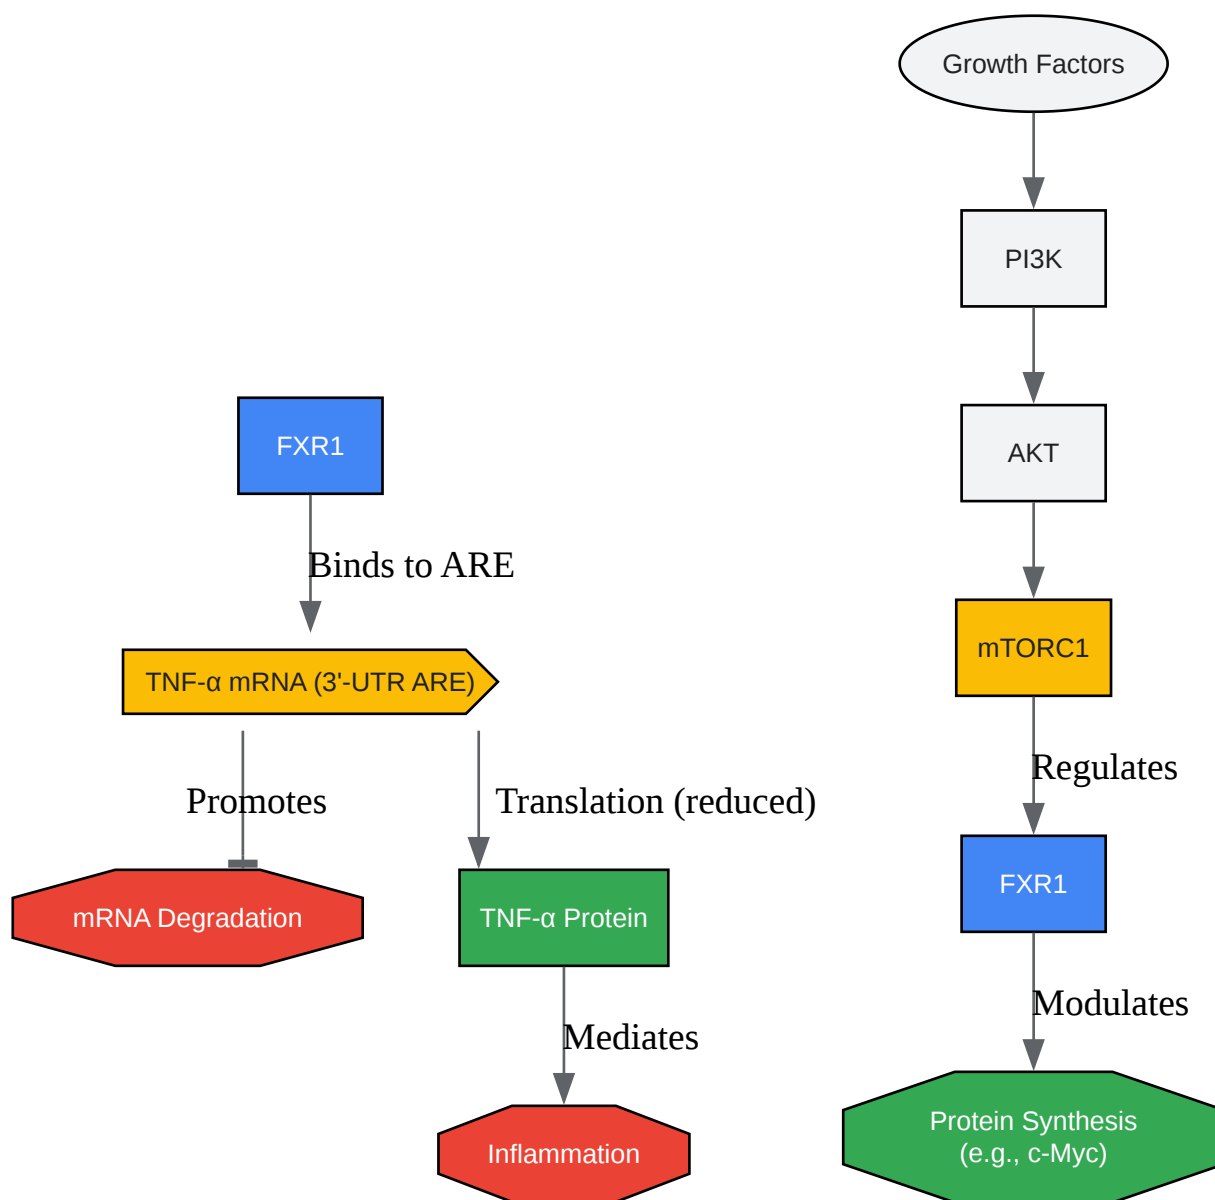 Growth Factors
PI3K
AKT
mTORC1
Regulates
FXR1
Modulates
Protein Synthesis
(e.g., c-Myc)
FXR1
Binds to ARE
TNF-α mRNA (3'-UTR ARE)
Promotes
Translation (reduced)
mRNA Degradation
TNF-α Protein
Mediates
Inflammation